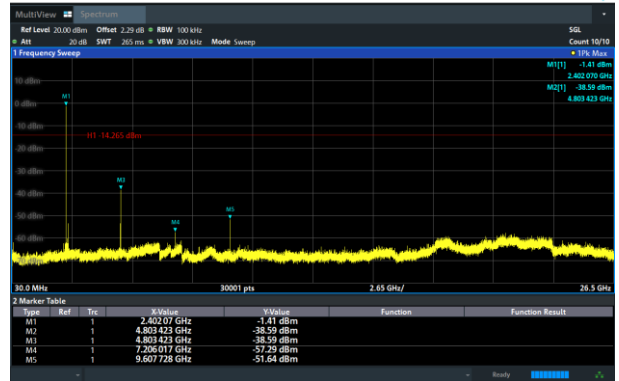 MultiView Spectrum
Ref Level 20.00 dBm Offset 2.29 dB RBW 100 kHz SGL
Att 20 dB SWT 265 ms VBW 300 kHz Mode Sweep Count 10/10
1 Frequency Sweep 1Pk Max
M1[1] -1.41 dBm
2.402 070 GHz
M2[1] -38.59 dBm
4.803 423 GHz
10 dBm
M1
0 dBm
-10 dBm
H1 -14.265 dBm
-20 dBm
-30 dBm
M3
-40 dBm
M5
-50 dBm
M4
-60 dBm
30.0 MHz 30001 pts 2.65 GHz/ 26.5 GHz
2 Marker Table
Type Ref Trc X-Value Y-Value Function Function Result
M1 1 2.402 07 GHz -1.41 dBm
M2 1 4.803 423 GHz -38.59 dBm
M3 1 4.803 423 GHz -38.59 dBm
M4 1 7.206 017 GHz -57.29 dBm
M5 1 9.607 728 GHz -51.64 dBm
Ready